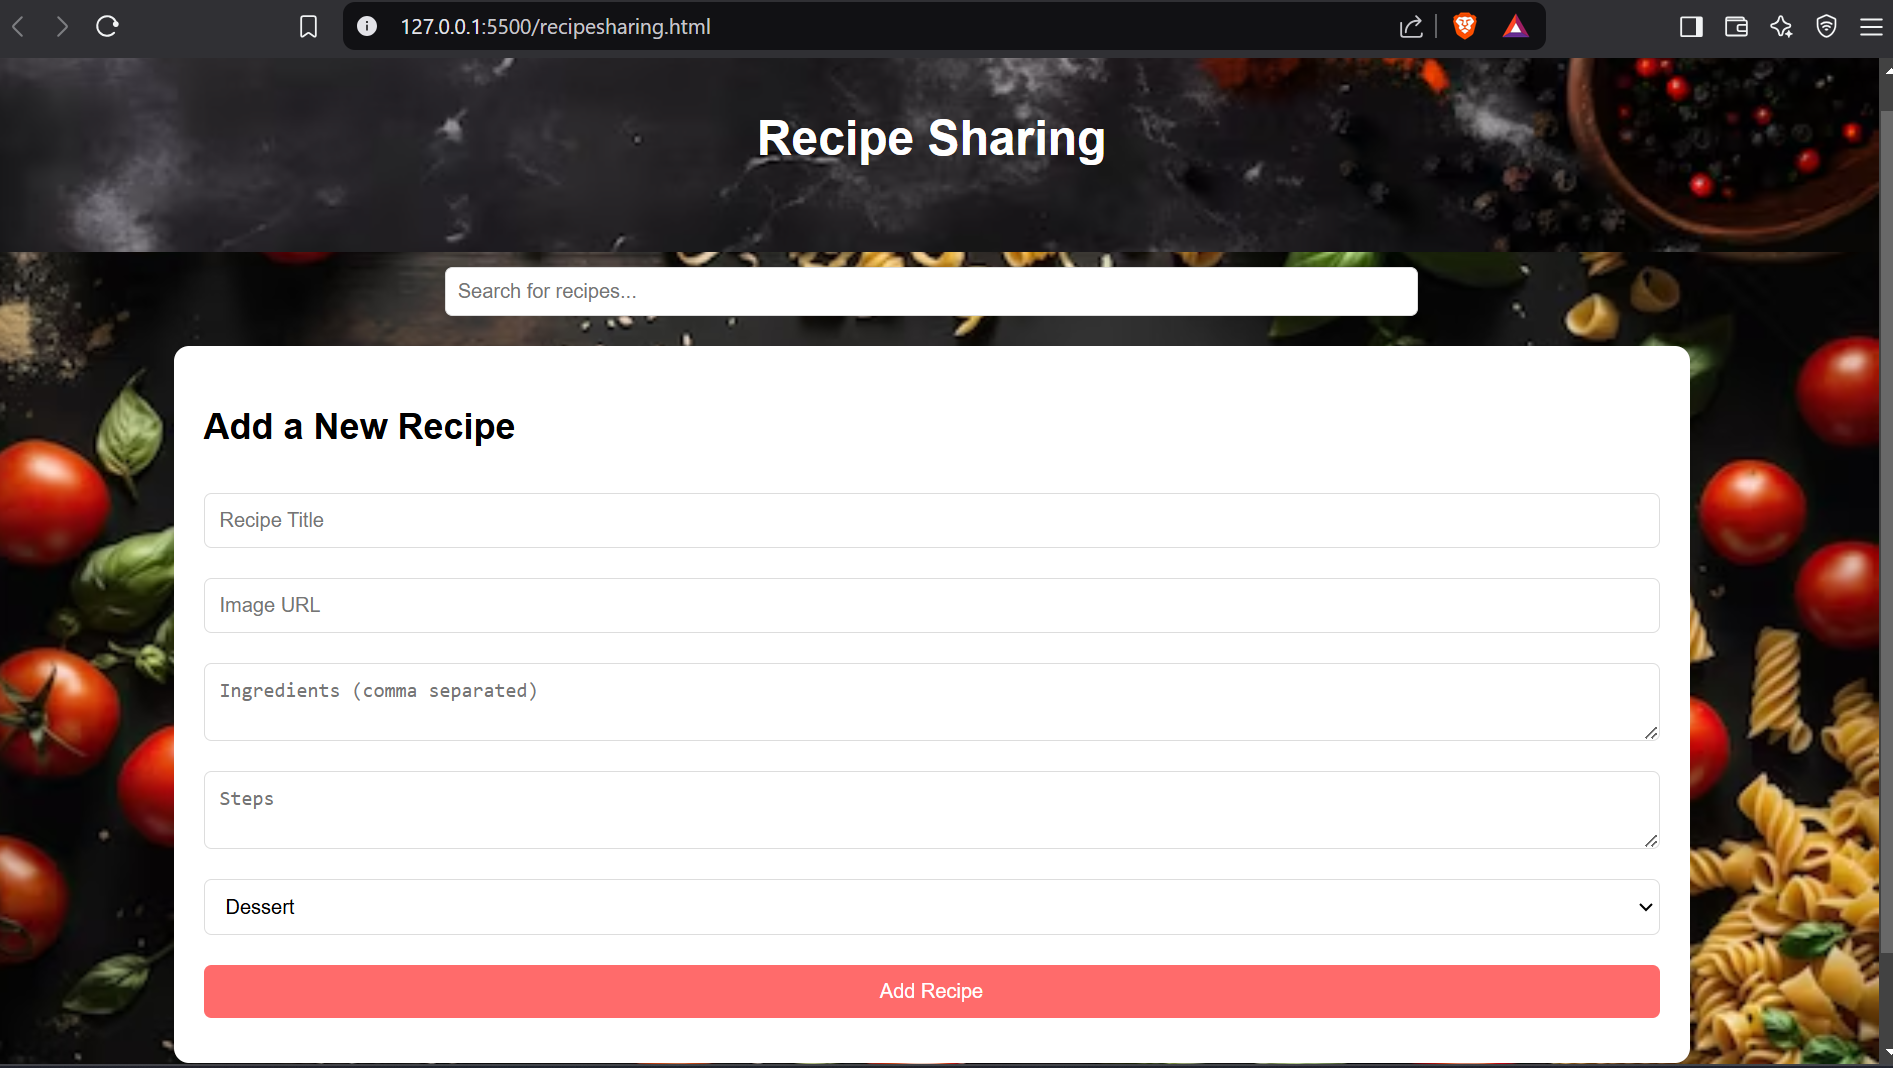 127.0.0.1:5500/recipesharing.html
Recipe Sharing
Search for recipes...
Add a New Recipe
Recipe Title
Image URL
Ingredients (comma separated)
Steps
Dessert
Add Recipe